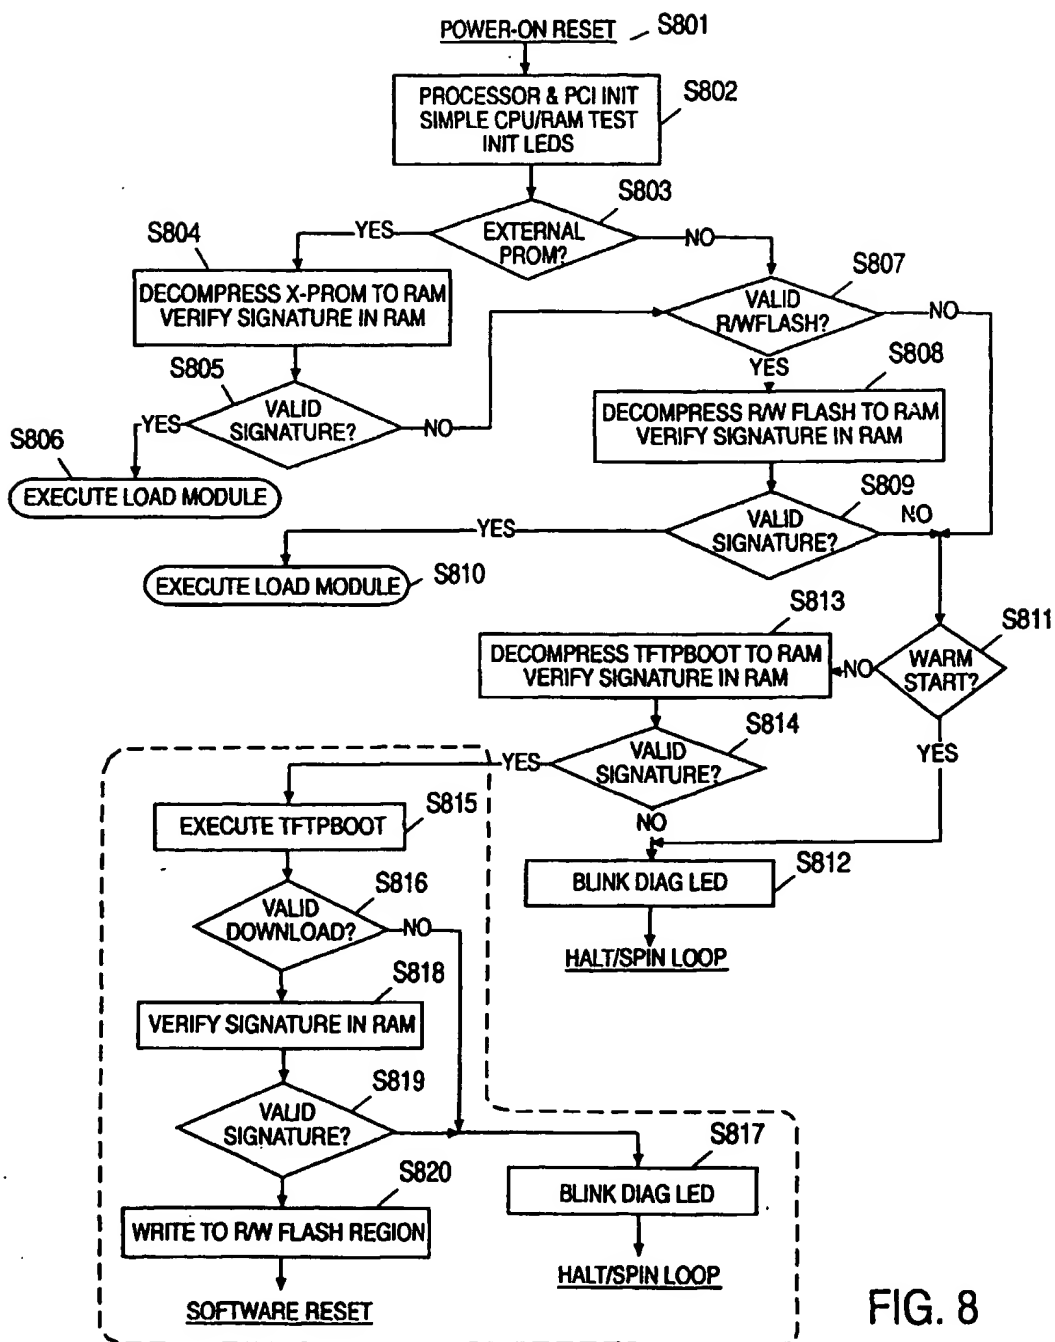 POWER-ON RESET
S801
PROCESSOR & PCI INIT
SIMPLE CPU/RAM TEST
INIT LEDS
S802
S803
EXTERNAL
PROM?
YES
NO
S804
DECOMPRESS X-PROM TO RAM
VERIFY SIGNATURE IN RAM
S807
VALID
R/WFLASH?
NO
YES
S805
VALID
SIGNATURE?
YES
NO
S806
EXECUTE LOAD MODULE
S808
DECOMPRESS R/W FLASH TO RAM
VERIFY SIGNATURE IN RAM
S809
VALID
SIGNATURE?
YES
NO
EXECUTE LOAD MODULE
S810
S811
WARM
START?
NO
YES
S813
DECOMPRESS TFTPBOOT TO RAM
VERIFY SIGNATURE IN RAM
S814
VALID
SIGNATURE?
YES
NO
S815
EXECUTE TFTPBOOT
S812
BLINK DIAG LED
HALT/SPIN LOOP
S816
VALID
DOWNLOAD?
NO
S818
VERIFY SIGNATURE IN RAM
S819
VALID
SIGNATURE?
S817
BLINK DIAG LED
HALT/SPIN LOOP
S820
WRITE TO R/W FLASH REGION
SOFTWARE RESET
FIG. 8